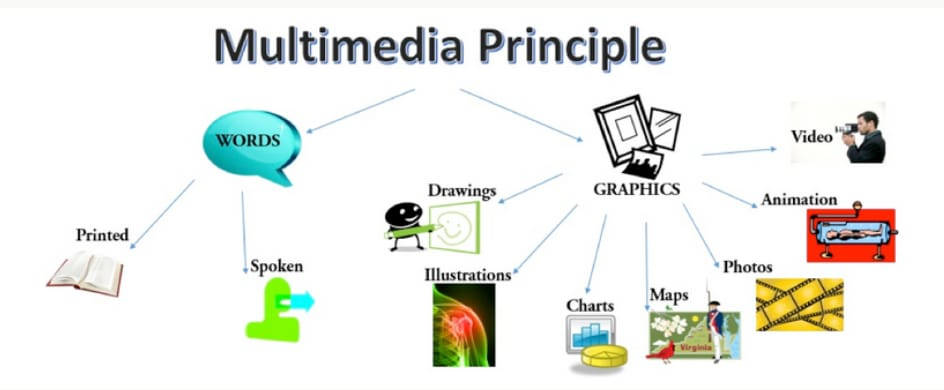 Multimedia Principle
WORDS
GRAPHICS
Printed
Spoken
Drawings
Illustrations
Charts
Maps
Virginia
Photos
Animation
Video